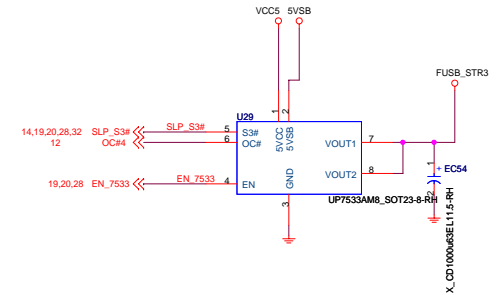 VCC5 5VSB
FUSB_STR3
U29
1 2
14,19,20,28,32 SLP_S3# SLP_S3# 5 S3# 5VCC 5VSB VOUT1 7
12 OC#4 6 OC#
1 + EC54
19,20,28 EN_7533 EN_7533 4 EN GND VOUT2 8
2
3
UP7533AM8_SOT23-8-RH
X_CD1000u63EL11.5-RH